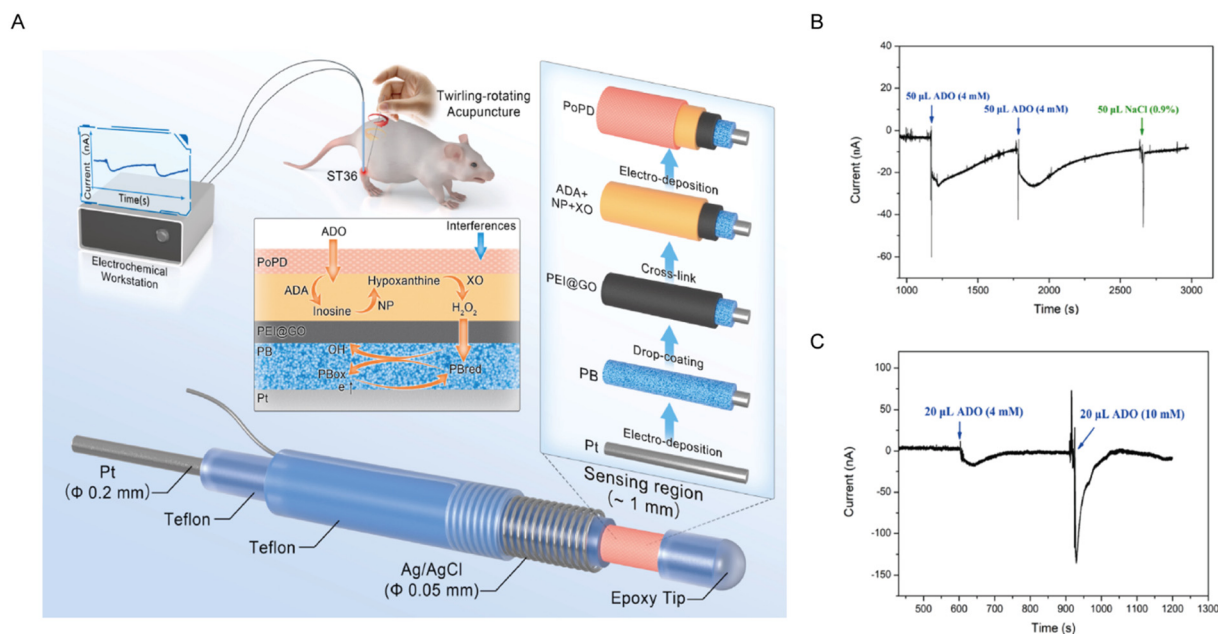 A
Current (nA)
Time(s)
Electrochemical
Workstation
Twirling-rotating
Acupuncture
ST36
ADO
Interferences
PoPD
ADA
Hypoxanthine
XO
Inosine
NP
H₂O₂
PEI@GO
PB
OH
PBox
PBred
e
Pt
PoPD
Electro-deposition
ADA+
NP+XO
Cross-link
PEI@GO
Drop-coating
PB
Electro-deposition
Pt
Sensing region
(~ 1 mm)
Pt
(Φ 0.2 mm)
Teflon
Teflon
Ag/AgCl
(Φ 0.05 mm)
Epoxy Tip
B
40
20
0
-20
-40
-60
Current (nA)
50 μL ADO (4 mM)
50 μL ADO (4 mM)
50 μL NaCl (0.9%)
1000 1500 2000 2500 3000
Time (s)
C
100
50
0
-50
-100
-150
Current (nA)
20 μL ADO (4 mM)
20 μL ADO (10 mM)
500 600 700 800 900 1000 1100 1200 1300
Time (s)